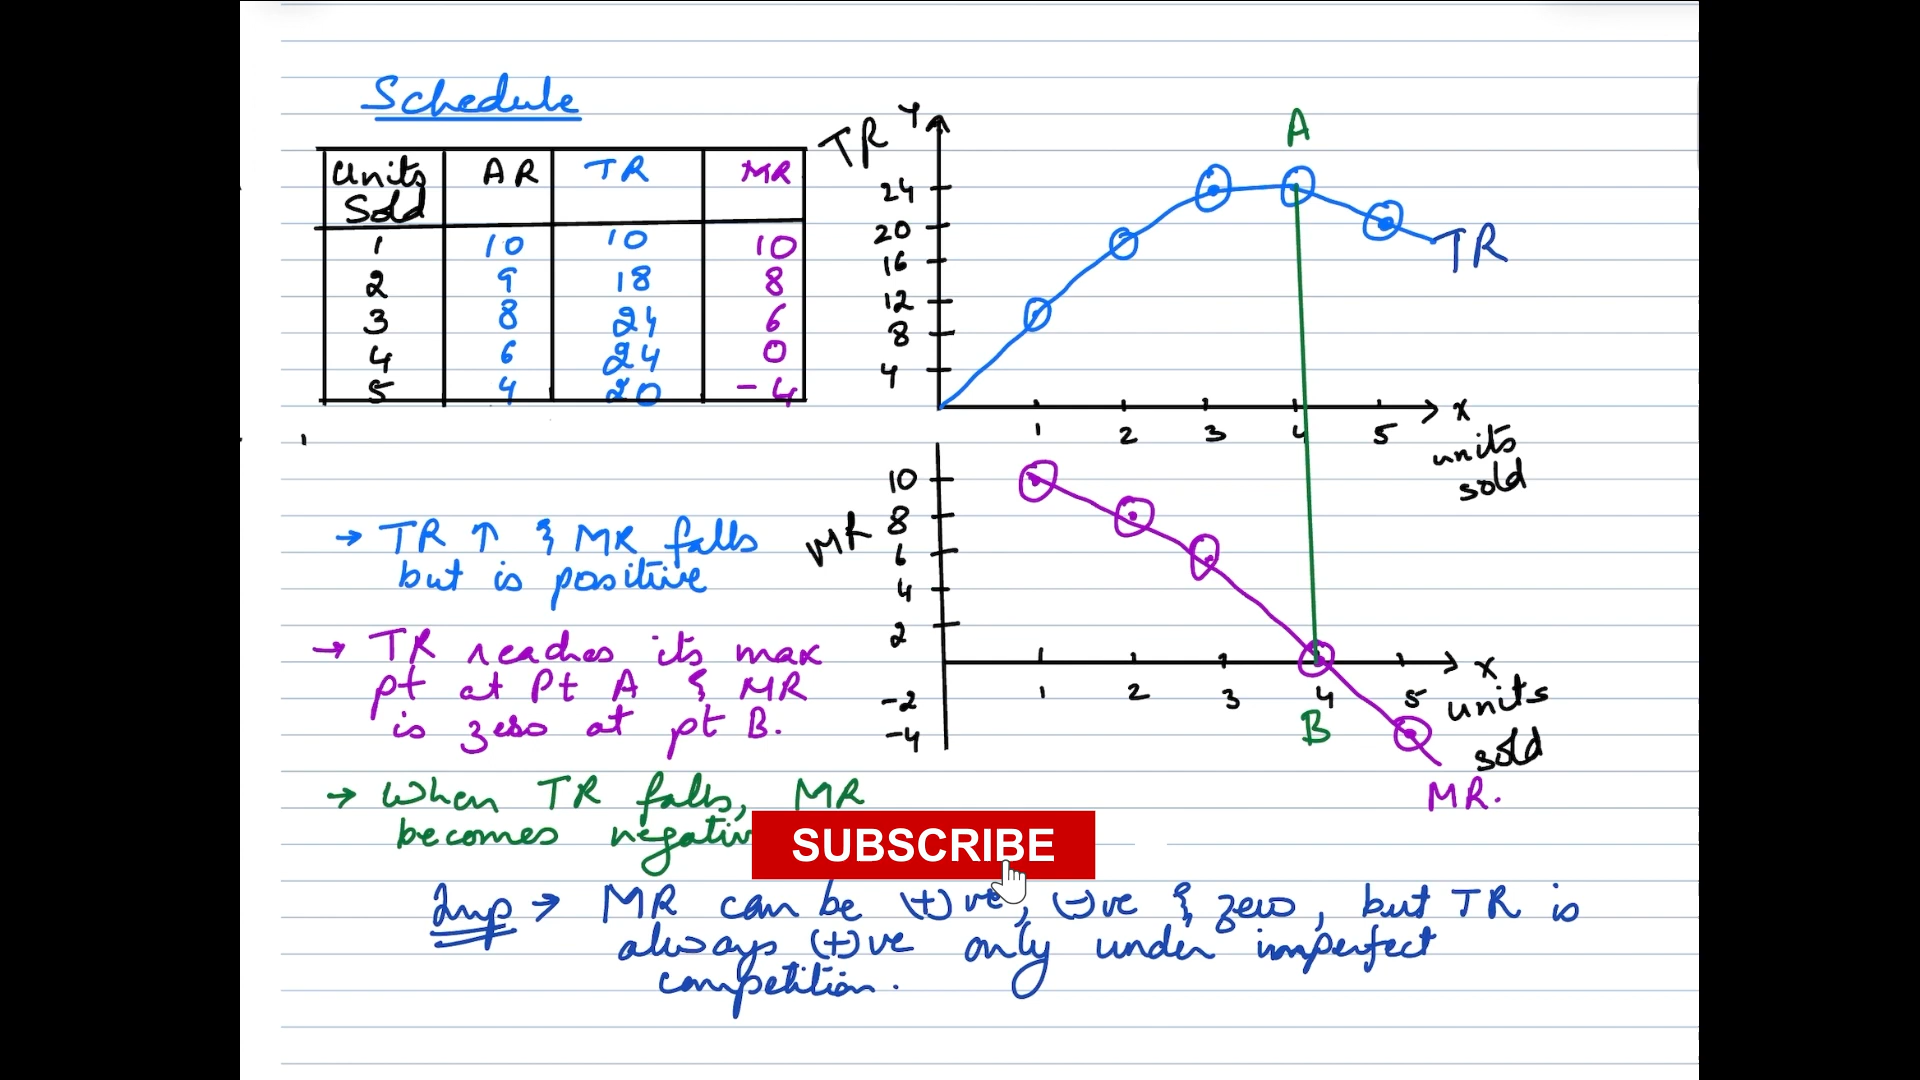 Schedule
Units Sold AR TR MR
1 10 10 10
2 9 18 8
3 8 24 6
4 6 24 0
5 4 20 -4
TR Y
A
24
20
16
12
8
4
TR
1 2 3 4 5 x
units
sold
MR
10
8
6
4
2
-2
-4
1 2 3 4 5 x
units
sold
B
MR.
→ TR ↑ & MR falls
but is positive
→ TR reaches its max
pt at Pt A & MR
is zero at pt B.
→ When TR falls, MR
becomes negativ
SUBSCRIBE
Imp → MR can be (+)ve, (-)ve & zero, but TR is
always (+)ve only under imperfect
competition.